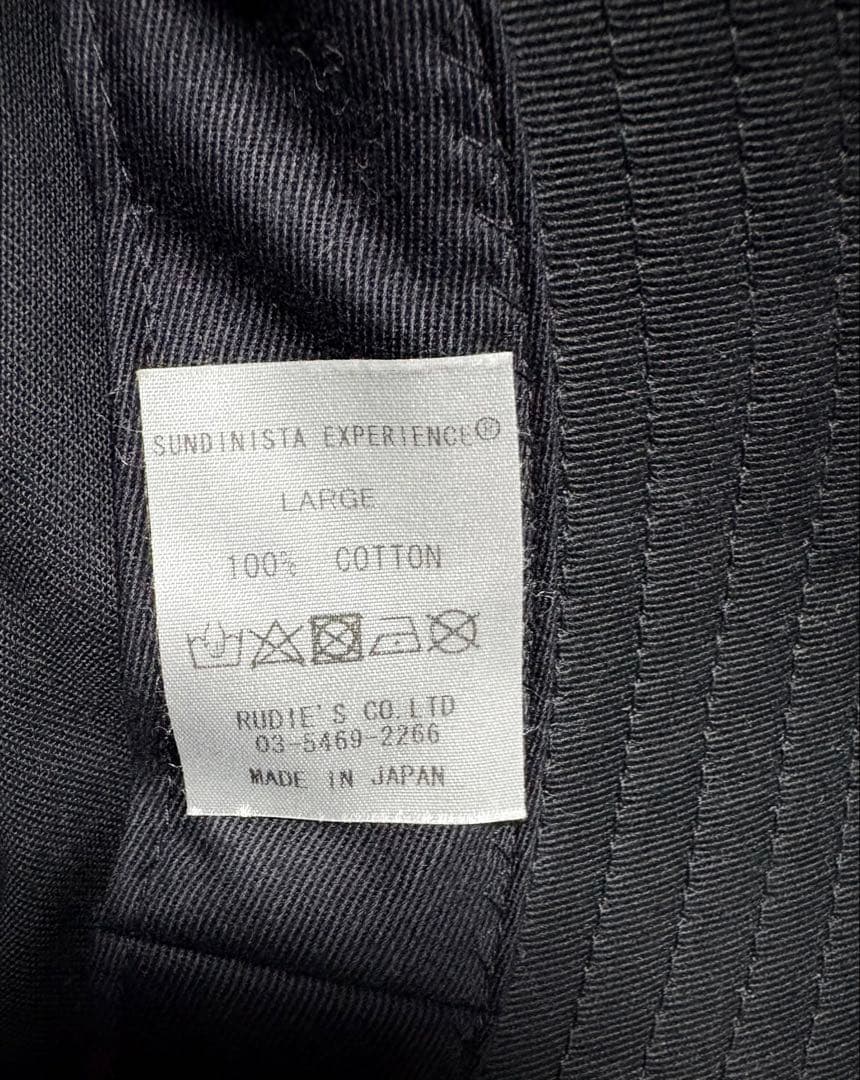 SUNDINISTA EXPERIENCE®
LARGE
100% COTTON
RUDIE'S CO.LTD
03-5469-2266
MADE IN JAPAN